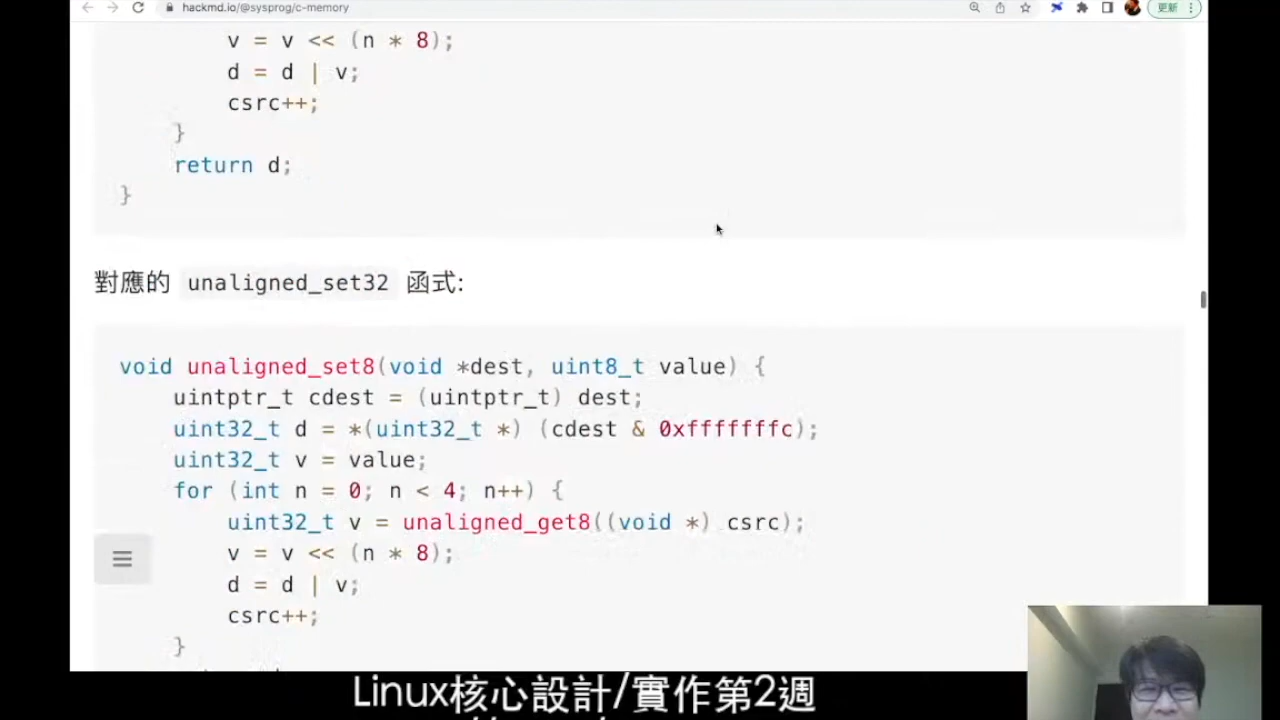 hackmd.io/@sysprog/c-memory
更新
v = v << (n * 8);
d = d | v;
csrc++;
}
return d;
}
對應的 unaligned_set32 函式:
void unaligned_set8(void *dest, uint8_t value) {
uintptr_t cdest = (uintptr_t) dest;
uint32_t d = *(uint32_t *) (cdest & 0xfffffffc);
uint32_t v = value;
for (int n = 0; n < 4; n++) {
uint32_t v = unaligned_get8((void *) csrc);
v = v << (n * 8);
d = d | v;
csrc++;
}
Linux核心設計/實作第2週